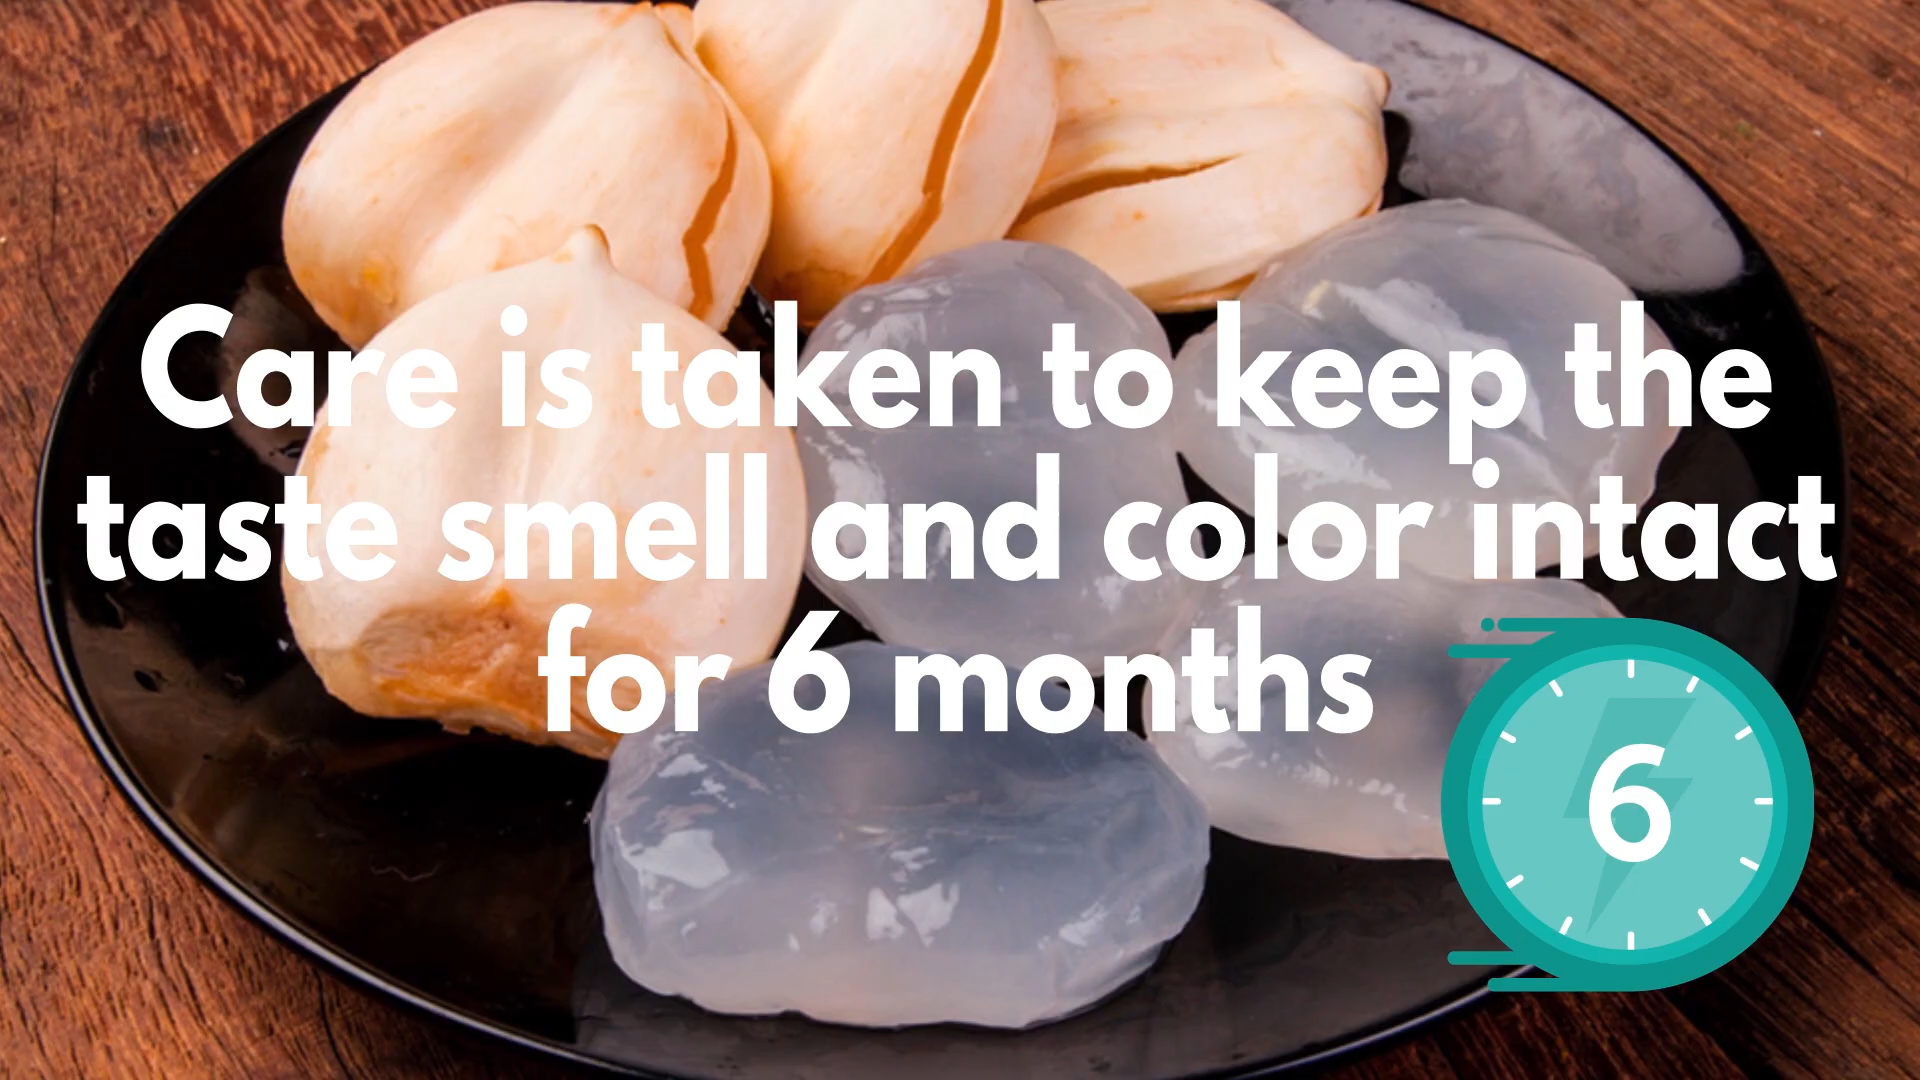 Care is taken to keep the
taste smell and color intact
for 6 months
6